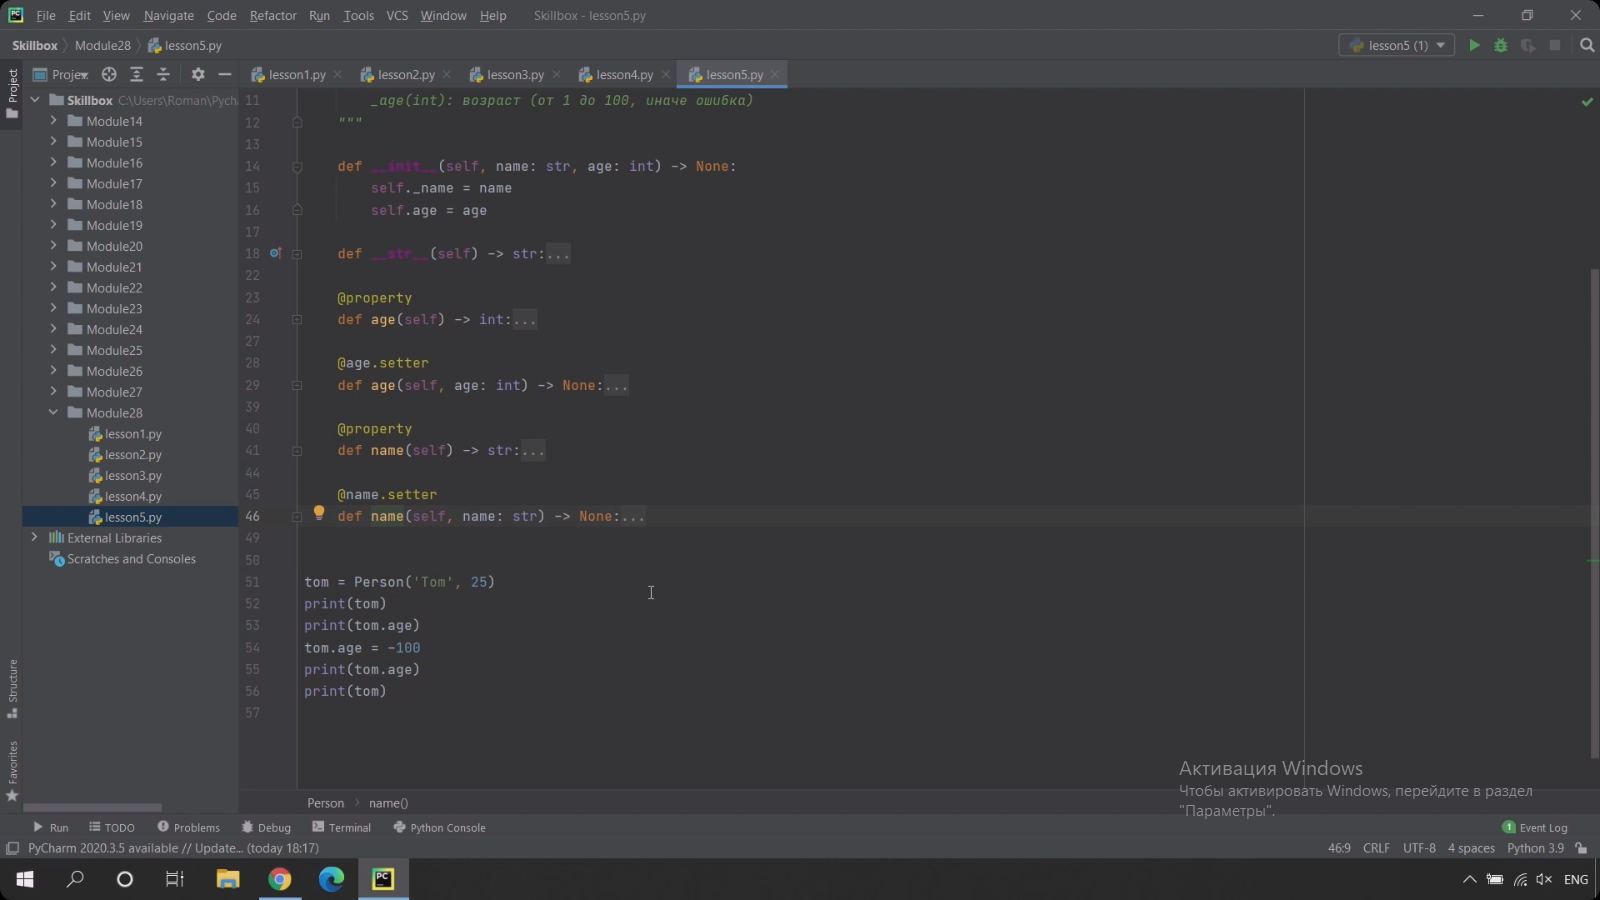 File Edit View Navigate Code Refactor Run Tools VCS Window Help Skillbox - lesson5.py
Skillbox Module28 lesson5.py lesson5 (1)
Project
Proje lesson1.py lesson2.py lesson3.py lesson4.py lesson5.py
Skillbox C:\Users\Roman\Pycha
Module14
Module15
Module16
Module17
Module18
Module19
Module20
Module21
Module22
Module23
Module24
Module25
Module26
Module27
Module28
lesson1.py
lesson2.py
lesson3.py
lesson4.py
lesson5.py
External Libraries
Scratches and Consoles
Structure
Favorites
11 _age(int): возраст (от 1 до 100, иначе ошибка)
12 """
13
14 def __init__(self, name: str, age: int) -> None:
15 self._name = name
16 self.age = age
17
18 def __str__(self) -> str:...
22
23 @property
24 def age(self) -> int:...
27
28 @age.setter
29 def age(self, age: int) -> None:...
39
40 @property
41 def name(self) -> str:...
44
45 @name.setter
46 def name(self, name: str) -> None:...
49
50
51 tom = Person('Tom', 25)
52 print(tom)
53 print(tom.age)
54 tom.age = -100
55 print(tom.age)
56 print(tom)
57
Активация Windows
Чтобы активировать Windows, перейдите в раздел
"Параметры".
Person name()
Run TODO Problems Debug Terminal Python Console 1 Event Log
PyCharm 2020.3.5 available // Update... (today 18:17) 46:9 CRLF UTF-8 4 spaces Python 3.9
PC ENG